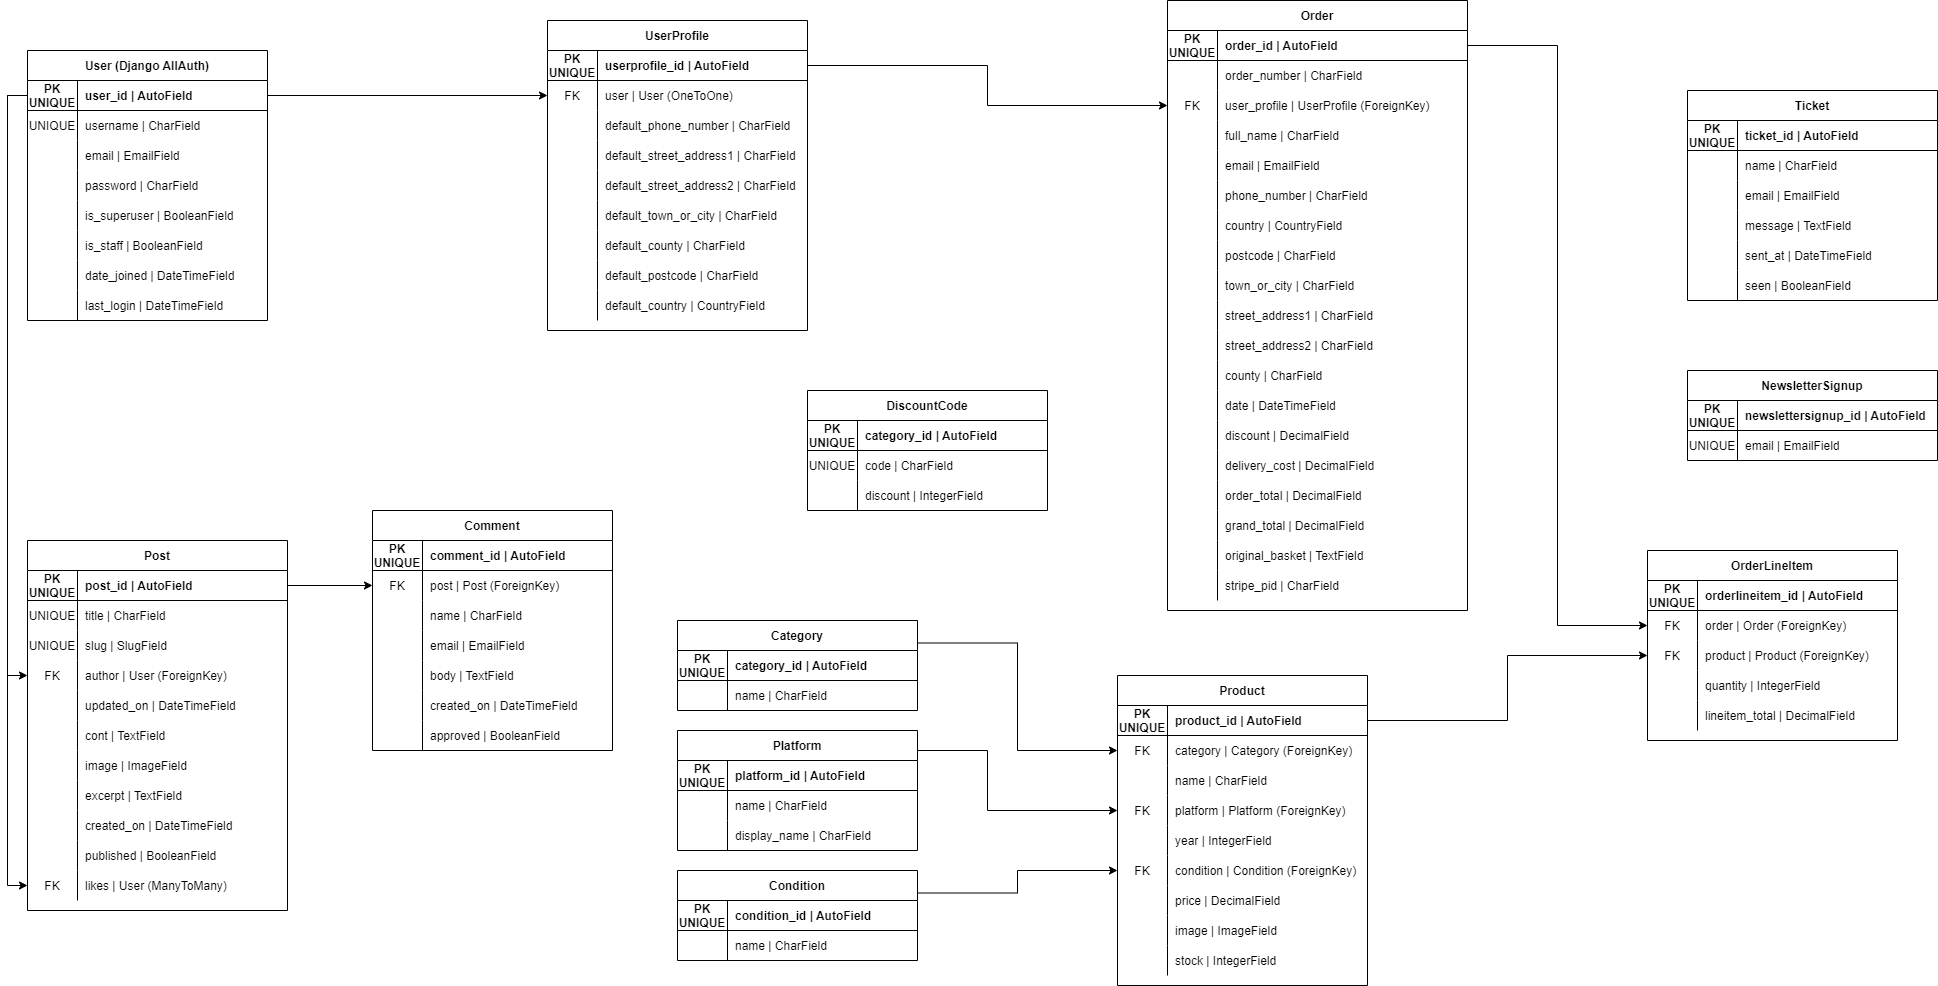 User (Django AllAuth)
PK
UNIQUE
user_id | AutoField
UNIQUE
username | CharField
email | EmailField
password | CharField
is_superuser | BooleanField
is_staff | BooleanField
date_joined | DateTimeField
last_login | DateTimeField
UserProfile
PK
UNIQUE
userprofile_id | AutoField
FK
user | User (OneToOne)
default_phone_number | CharField
default_street_address1 | CharField
default_street_address2 | CharField
default_town_or_city | CharField
default_county | CharField
default_postcode | CharField
default_country | CountryField
Order
PK
UNIQUE
order_id | AutoField
order_number | CharField
FK
user_profile | UserProfile (ForeignKey)
full_name | CharField
email | EmailField
phone_number | CharField
country | CountryField
postcode | CharField
town_or_city | CharField
street_address1 | CharField
street_address2 | CharField
county | CharField
date | DateTimeField
discount | DecimalField
delivery_cost | DecimalField
order_total | DecimalField
grand_total | DecimalField
original_basket | TextField
stripe_pid | CharField
Ticket
PK
UNIQUE
ticket_id | AutoField
name | CharField
email | EmailField
message | TextField
sent_at | DateTimeField
seen | BooleanField
NewsletterSignup
PK
UNIQUE
newslettersignup_id | AutoField
UNIQUE
email | EmailField
DiscountCode
PK
UNIQUE
category_id | AutoField
UNIQUE
code | CharField
discount | IntegerField
Post
PK
UNIQUE
post_id | AutoField
UNIQUE
title | CharField
UNIQUE
slug | SlugField
FK
author | User (ForeignKey)
updated_on | DateTimeField
cont | TextField
image | ImageField
excerpt | TextField
created_on | DateTimeField
published | BooleanField
FK
likes | User (ManyToMany)
Comment
PK
UNIQUE
comment_id | AutoField
FK
post | Post (ForeignKey)
name | CharField
email | EmailField
body | TextField
created_on | DateTimeField
approved | BooleanField
Category
PK
UNIQUE
category_id | AutoField
name | CharField
Platform
PK
UNIQUE
platform_id | AutoField
name | CharField
display_name | CharField
Condition
PK
UNIQUE
condition_id | AutoField
name | CharField
Product
PK
UNIQUE
product_id | AutoField
FK
category | Category (ForeignKey)
name | CharField
FK
platform | Platform (ForeignKey)
year | IntegerField
FK
condition | Condition (ForeignKey)
price | DecimalField
image | ImageField
stock | IntegerField
OrderLineItem
PK
UNIQUE
orderlineitem_id | AutoField
FK
order | Order (ForeignKey)
FK
product | Product (ForeignKey)
quantity | IntegerField
lineitem_total | DecimalField